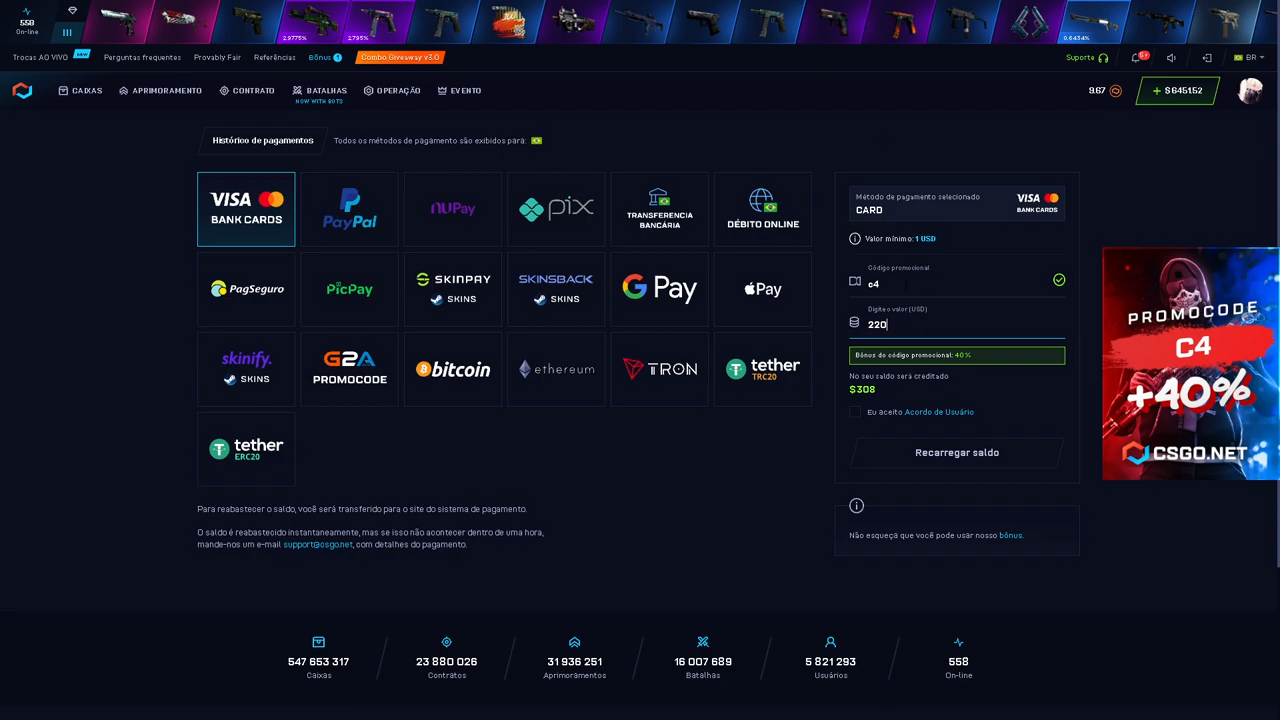 558
On-line
2.9775%
2.795%
0.6434%
Trocas AO VIVO
NEW
Perguntas frequentes
Provably Fair
Referências
Bônus 1
Combo Giveaway v3.0
Suporte
9+
BR
CAIXAS
APRIMORAMENTO
CONTRATO
BATALHAS
NOW WITH BOTS
OPERAÇÃO
EVENTO
9.67
+ $6451.52
Histórico de pagamentos
Todos os métodos de pagamento são exibidos para:
VISA
BANK CARDS
PayPal
nuPay
pix
TRANSFERENCIA
BANCÁRIA
DÉBITO ONLINE
PagSeguro
PicPay
SKINPAY
SKINS
SKINSBACK
SKINS
G Pay
Pay
skinify.
SKINS
G2A
PROMOCODE
bitcoin
ethereum
TRON
tether
TRC20
tether
ERC20
Para reabastecer o saldo, você será transferido para o site do sistema de pagamento.
O saldo é reabastecido instantaneamente, mas se isso não acontecer dentro de uma hora,
mande-nos um e-mail support@csgo.net, com detalhes do pagamento.
Método de pagamento selecionado
CARD
VISA
BANK CARDS
Valor mínimo: 1 USD
Código promocional
c4
Digite o valor (USD)
220
Bônus do código promocional: 40%
No seu saldo será creditado
$308
Eu aceito Acordo de Usuário
Recarregar saldo
Não esqueça que você pode usar nosso bônus.
PROMOCODE
C4
+40%
CSGO.NET
547 653 317
Caixas
23 880 026
Contratos
31 936 251
Aprimoramentos
16 007 689
Batalhas
5 821 293
Usuários
558
On-line